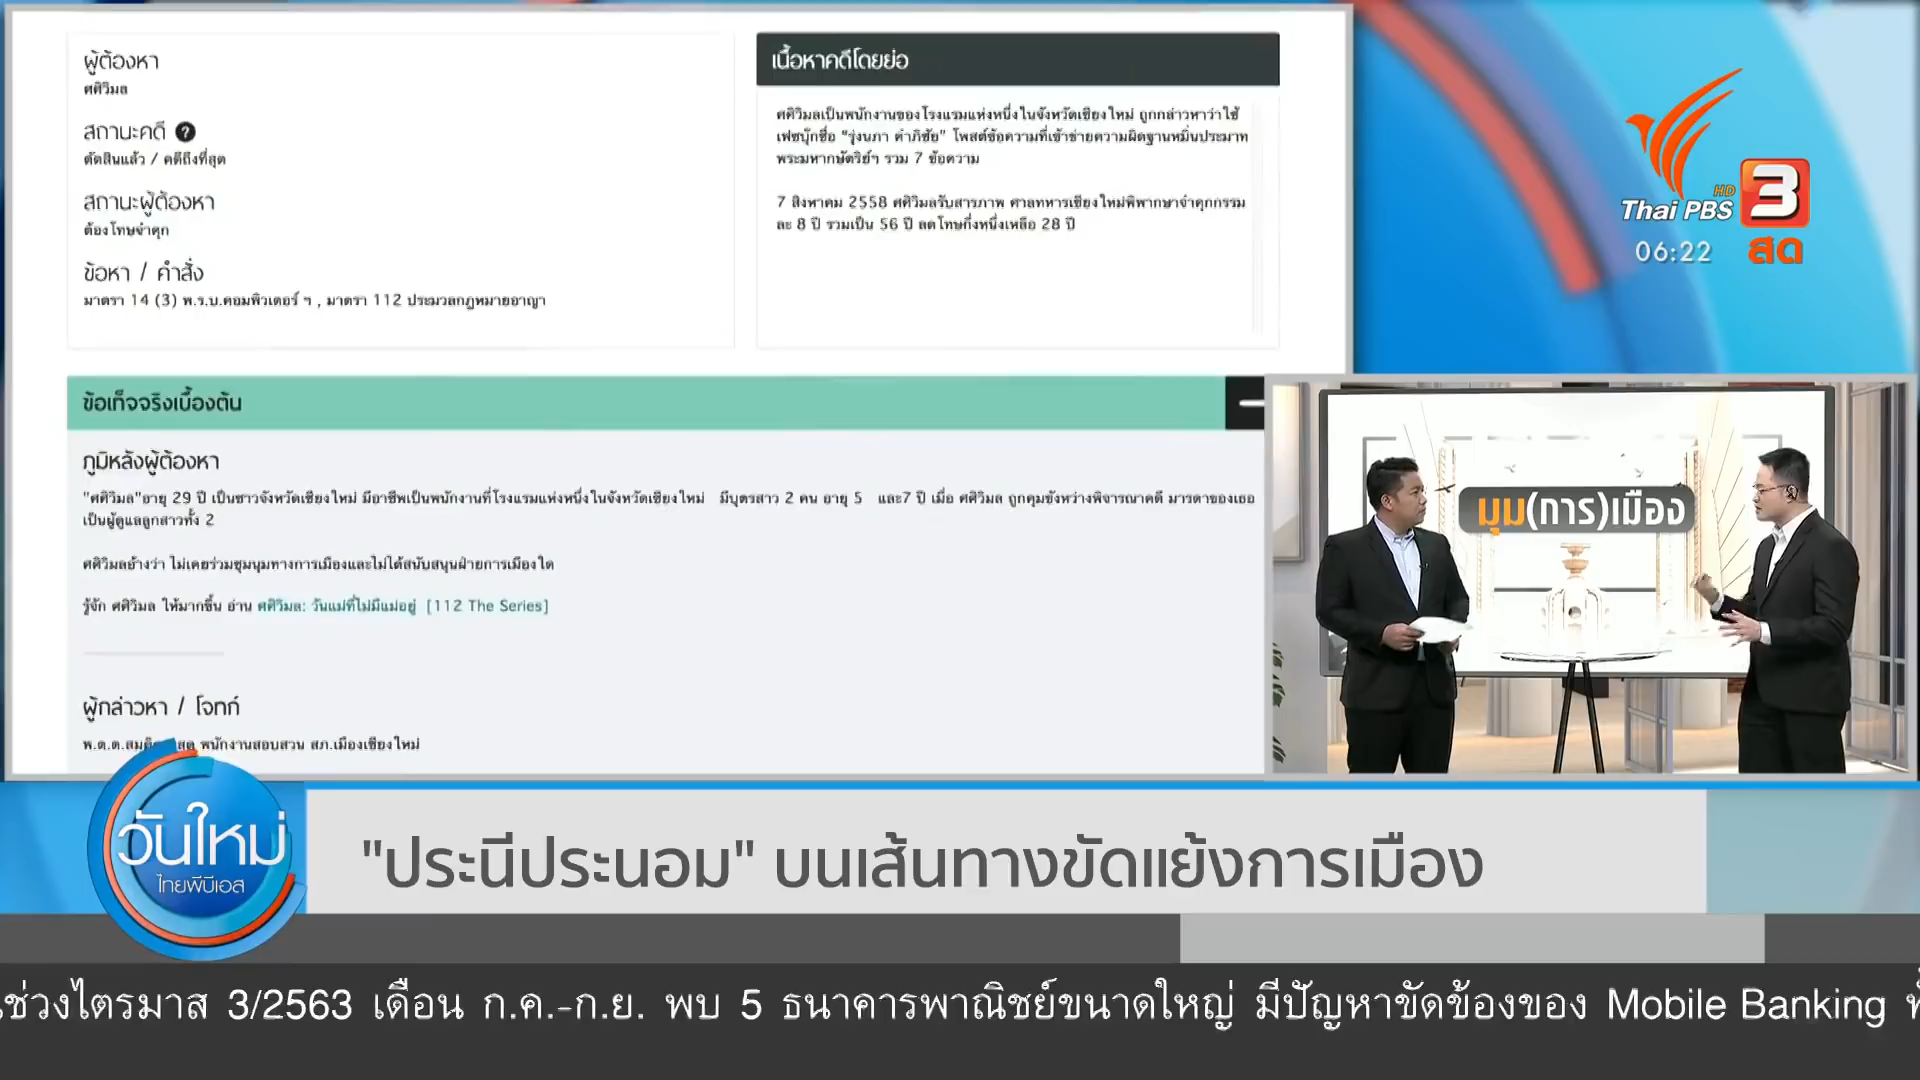 ผู้ต้องหา
ศศิวิมล
สถานะคดี ?
ตัดสินแล้ว / คดีถึงที่สุด
สถานะผู้ต้องหา
ต้องโทษจำคุก
ข้อหา / คำสั่ง
มาตรา 14 (3) พ.ร.บ.คอมพิวเตอร์ ฯ , มาตรา 112 ประมวลกฎหมายอาญา
เนื้อหาคดีโดยย่อ
ศศิวิมลเป็นพนักงานของโรงแรมแห่งหนึ่งในจังหวัดเชียงใหม่ ถูกกล่าวหาว่าใช้
เฟซบุ๊กชื่อ "รุ่งนภา คำภิชัย" โพสต์ข้อความที่เข้าข่ายความผิดฐานหมิ่นประมาท
พระมหากษัตริย์ฯ รวม 7 ข้อความ
7 สิงหาคม 2558 ศศิวิมลรับสารภาพ ศาลทหารเชียงใหม่พิพากษาจำคุกกรรม
ละ 8 ปี รวมเป็น 56 ปี ลดโทษกึ่งหนึ่งเหลือ 28 ปี
ข้อเท็จจริงเบื้องต้น
ภูมิหลังผู้ต้องหา
"ศศิวิมล"อายุ 29 ปี เป็นชาวจังหวัดเชียงใหม่ มีอาชีพเป็นพนักงานที่โรงแรมแห่งหนึ่งในจังหวัดเชียงใหม่ มีบุตรสาว 2 คน อายุ 5 และ7 ปี เมื่อ ศศิวิมล ถูกคุมขังหว่างพิจารณาคดี มารดาของเธอ
เป็นผู้ดูแลลูกสาวทั้ง 2
ศศิวิมลอ้างว่า ไม่เคยร่วมชุมนุมทางการเมืองและไม่ได้สนับสนุนฝ่ายการเมืองใด
รู้จัก ศศิวิมล ให้มากขึ้น อ่าน ศศิวิมล: วันแม่ที่ไม่มีแม่อยู่ [112 The Series]
ผู้กล่าวหา / โจทก์
พ.ต.ต. พนักงานสอบสวน สภ.เมืองเชียงใหม่
HD
Thai PBS 3
06:22 สด
มุม(การ)เมือง
วันใหม่
ไทยพีบีเอส
"ประนีประนอม" บนเส้นทางขัดแย้งการเมือง
ช่วงไตรมาส 3/2563 เดือน ก.ค.-ก.ย. พบ 5 ธนาคารพาณิชย์ขนาดใหญ่ มีปัญหาขัดข้องของ Mobile Banking